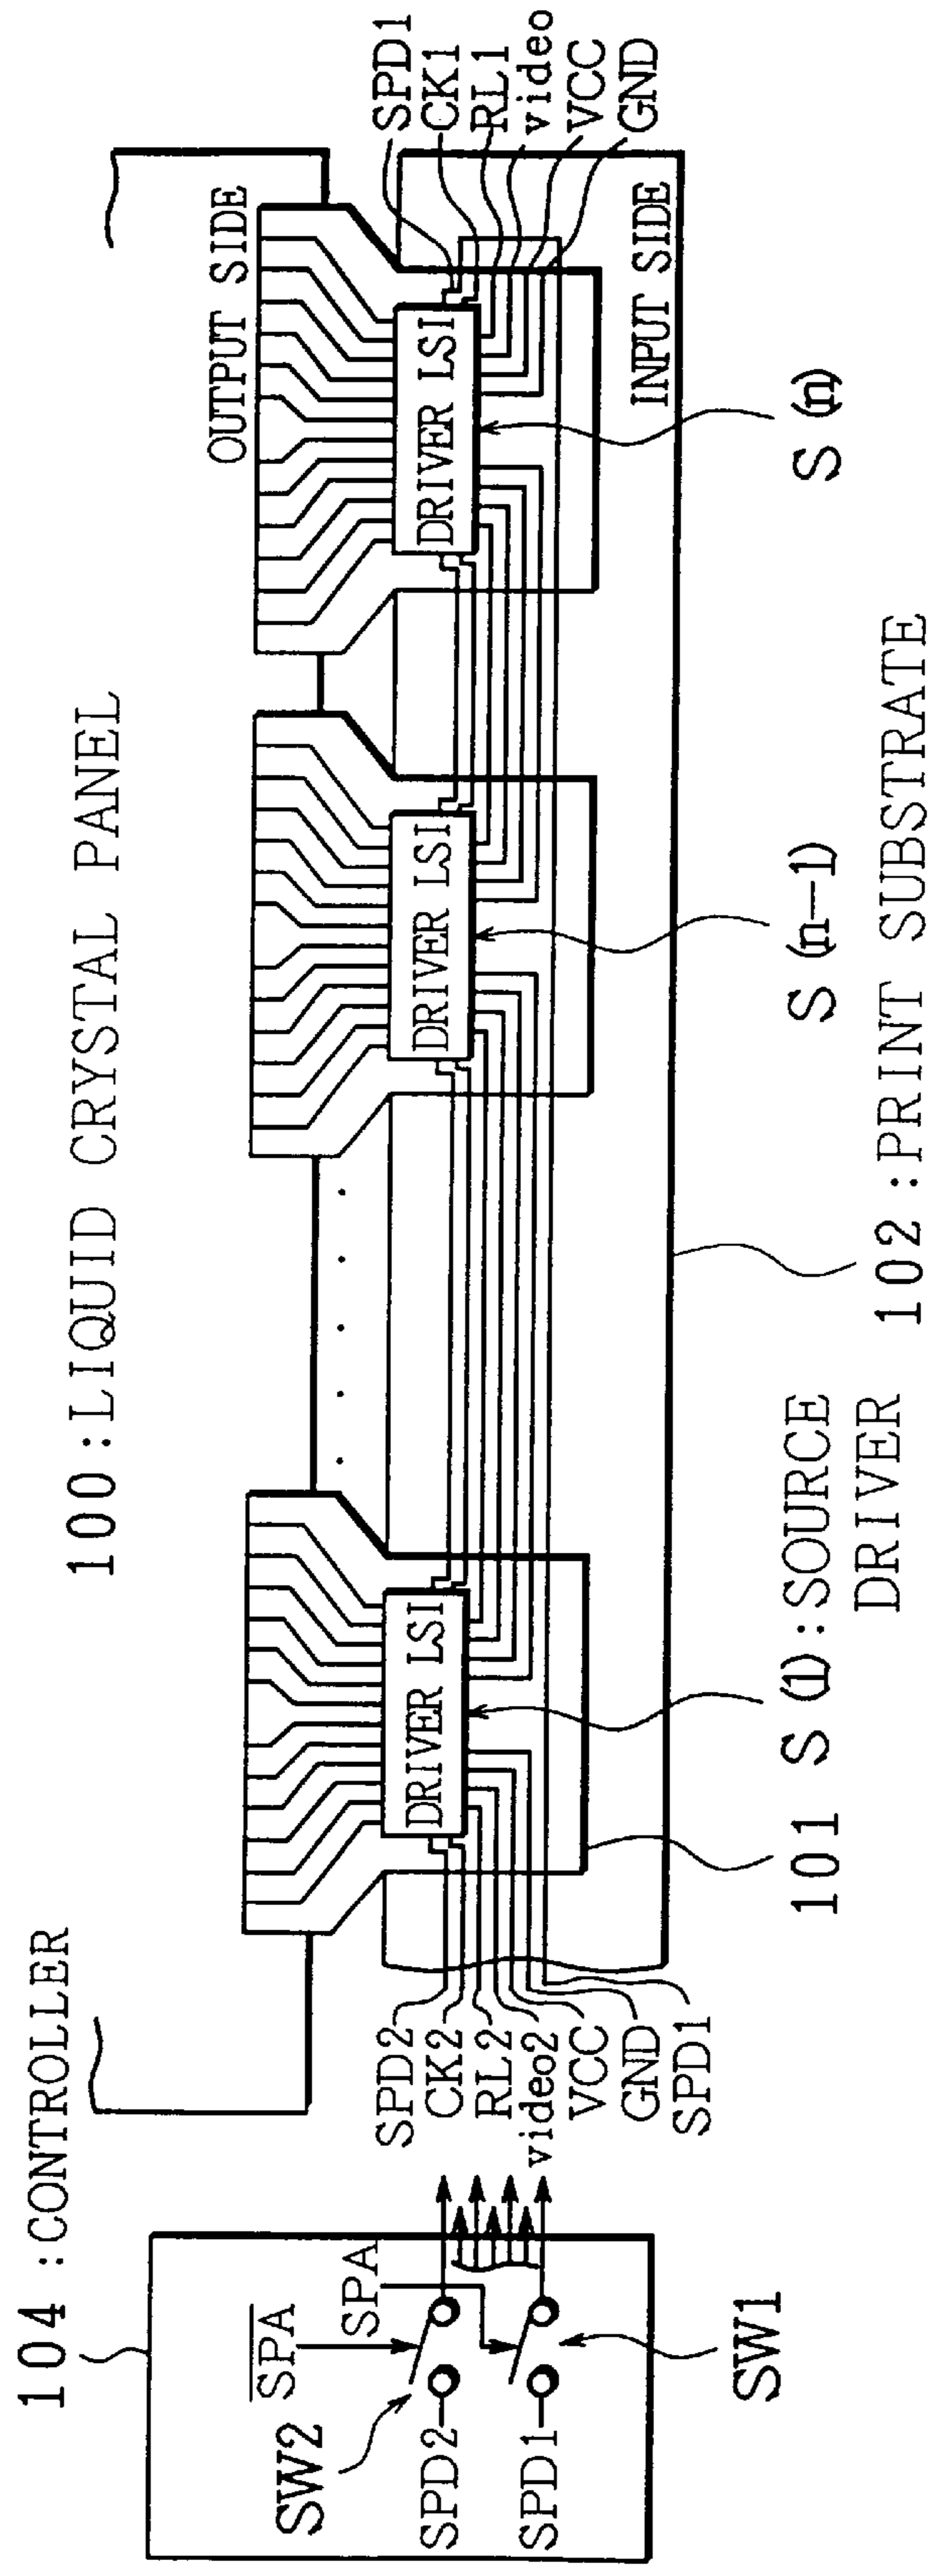 104 :CONTROLLER
100:LIQUID CRYSTAL PANEL
OUTPUT SIDE
SPD1
CK1
RL1
video
VCC
GND
SPA
SPA
SW2
SPD2
SPD1
SW1
SPD2
CK2
RL2
video2
VCC
GND
SPD1
DRIVER LSI
DRIVER LSI
DRIVER LSI
INPUT SIDE
101
S (1):SOURCE
DRIVER
S (n-1)
S (n)
102:PRINT SUBSTRATE